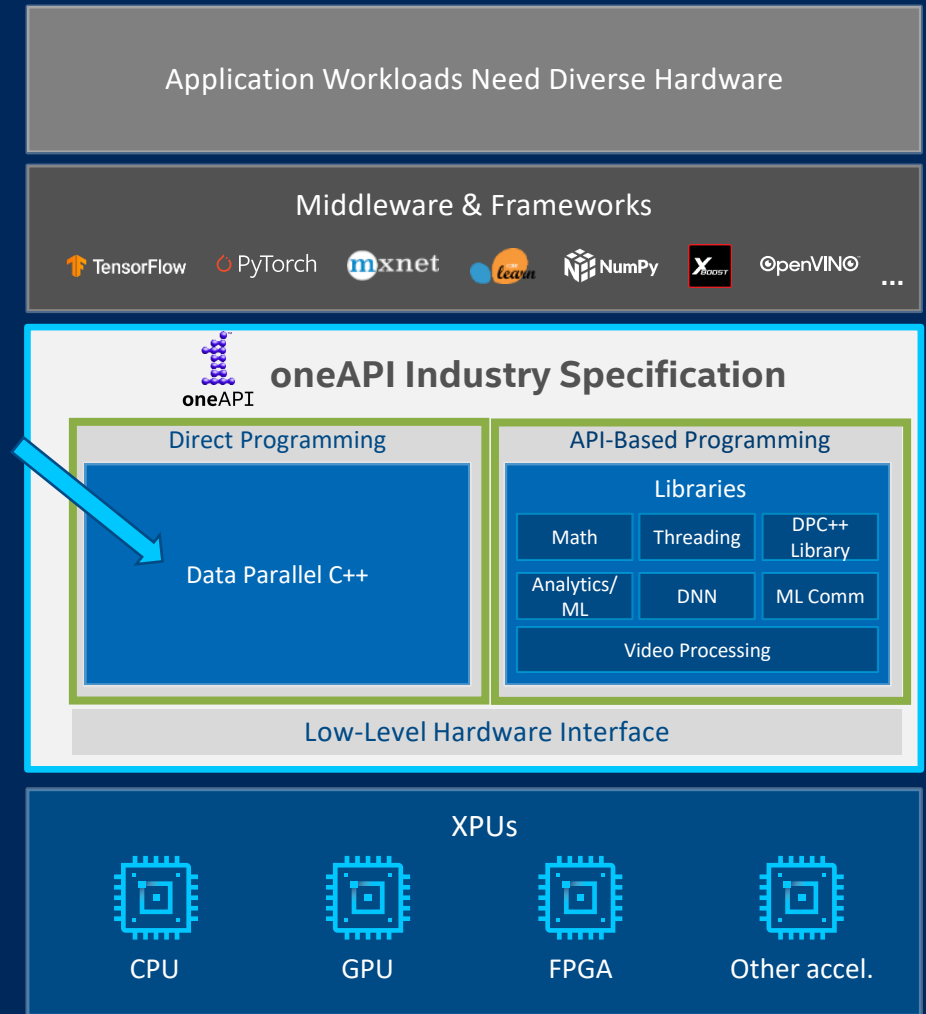 Application Workloads Need Diverse Hardware
Middleware & Frameworks
TensorFlow
PyTorch
mxnet
learn
NumPy
XBOOST
OpenVINO
...
oneAPI
oneAPI Industry Specification
Direct Programming
Data Parallel C++
API-Based Programming
Libraries
Math
Threading
DPC++
Library
Analytics/
ML
DNN
ML Comm
Video Processing
Low-Level Hardware Interface
XPUs
CPU
GPU
FPGA
Other accel.